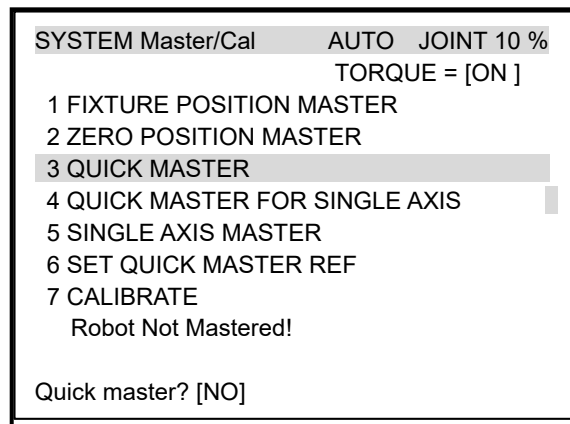 SYSTEM Master/Cal AUTO JOINT 10 %
TORQUE = [ON ]
1 FIXTURE POSITION MASTER
2 ZERO POSITION MASTER
3 QUICK MASTER
4 QUICK MASTER FOR SINGLE AXIS
5 SINGLE AXIS MASTER
6 SET QUICK MASTER REF
7 CALIBRATE
Robot Not Mastered!
Quick master? [NO]